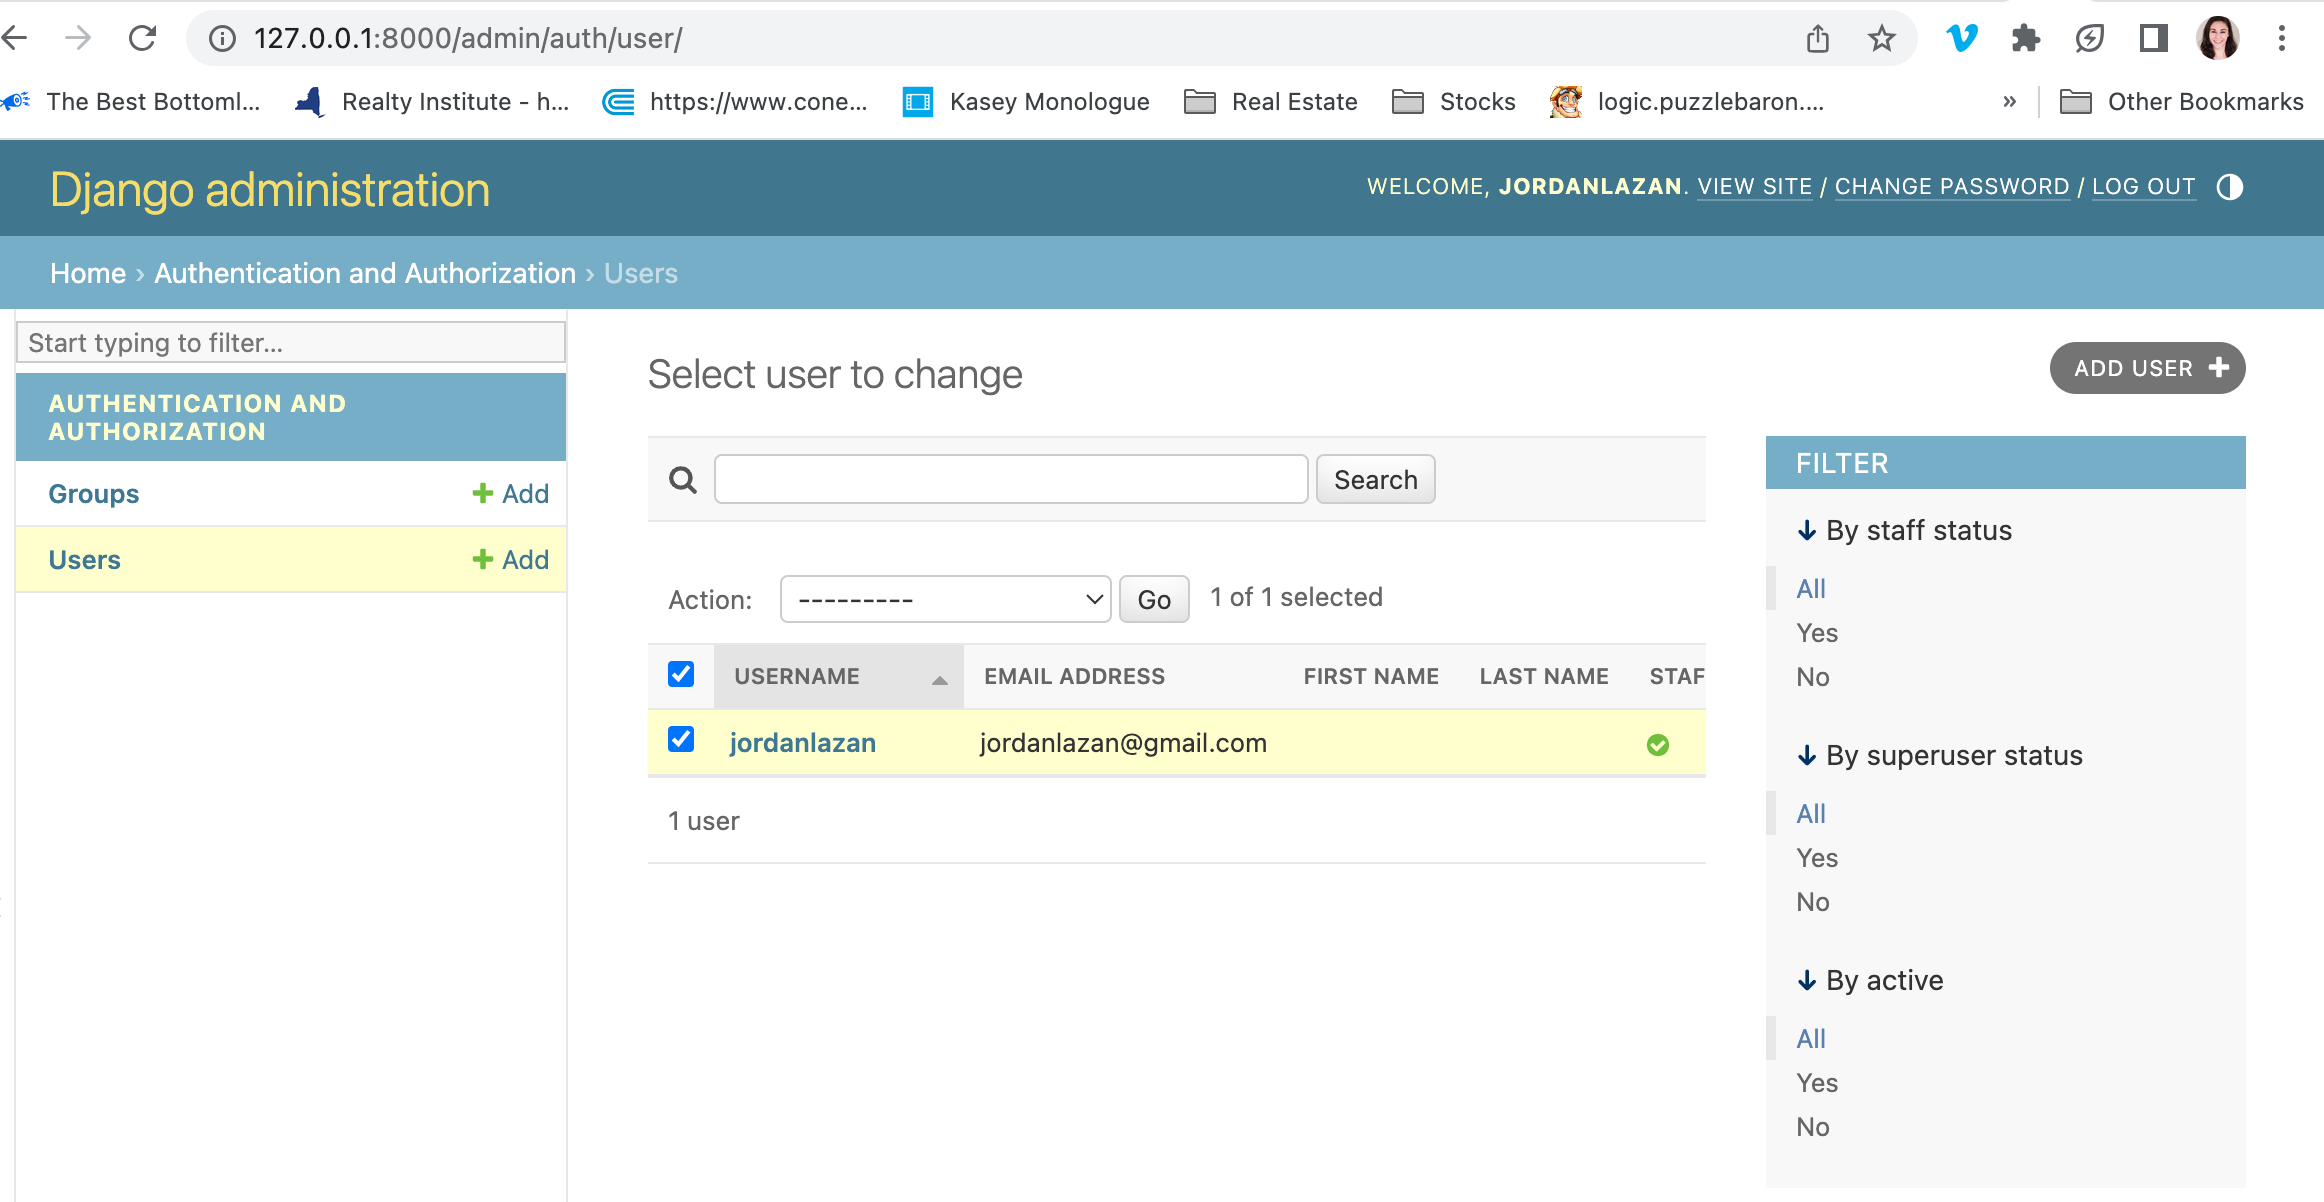 127.0.0.1:8000/admin/auth/user/
The Best Bottoml... Realty Institute - h... https://www.cone... Kasey Monologue Real Estate Stocks logic.puzzlebaron.... » Other Bookmarks
Django administration
WELCOME, JORDANLAZAN. VIEW SITE / CHANGE PASSWORD / LOG OUT
Home › Authentication and Authorization › Users
Start typing to filter...
AUTHENTICATION AND
AUTHORIZATION
Groups + Add
Users + Add
Select user to change
ADD USER +
Search
Action: --------- Go 1 of 1 selected
USERNAME EMAIL ADDRESS FIRST NAME LAST NAME STAF
jordanlazan jordanlazan@gmail.com
1 user
FILTER
↓ By staff status
All
Yes
No
↓ By superuser status
All
Yes
No
↓ By active
All
Yes
No